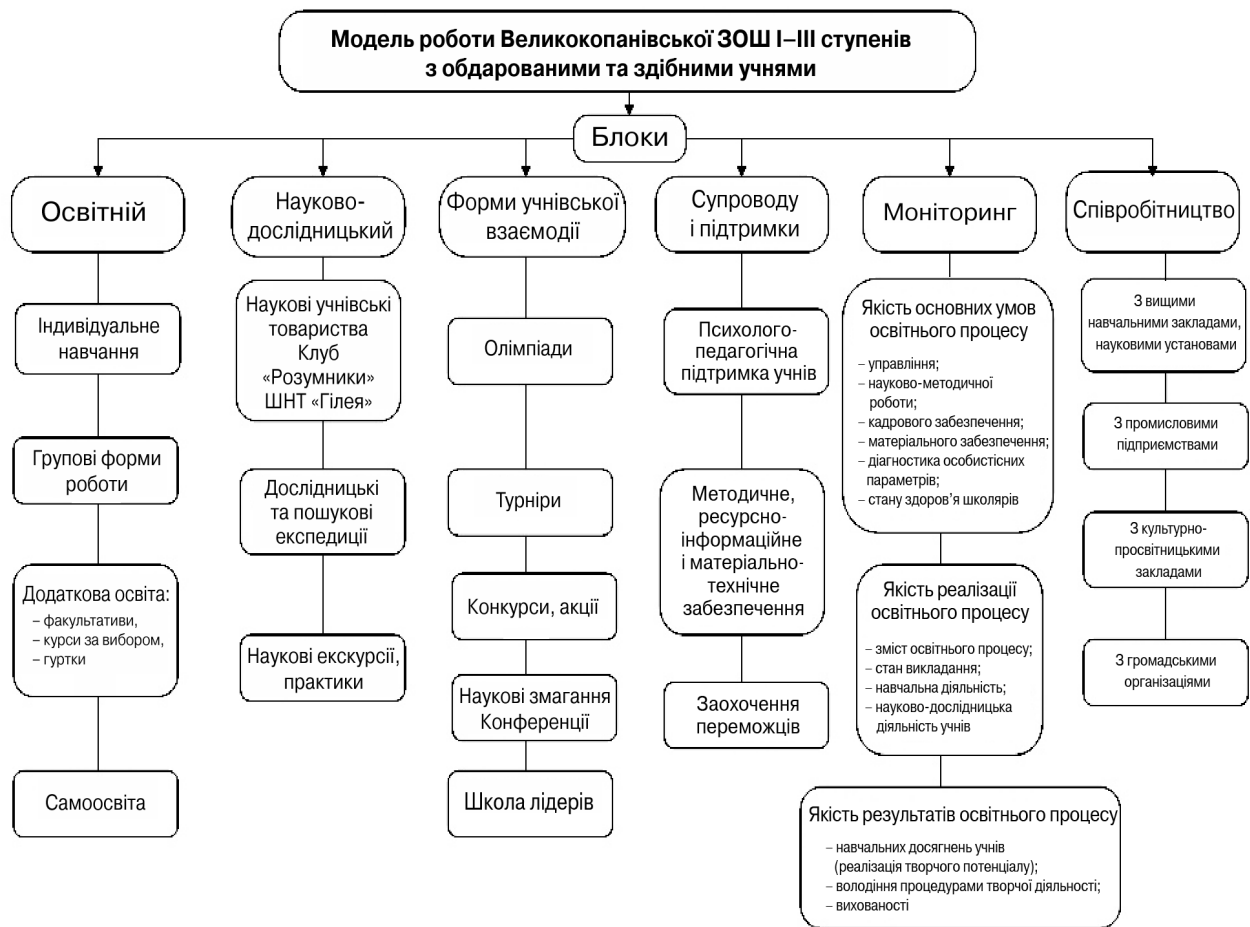 Модель роботи Великокопанівської ЗОШ І–ІІІ ступенів
з обдарованими та здібними учнями
Блоки
Освітній
Індивідуальне
навчання
Групові форми
роботи
Додаткова освіта:
– факультативи,
– курси за вибором,
– гуртки
Самоосвіта
Науково-
дослідницький
Наукові учнівські
товариства
Клуб
«Розумники»
ШНТ «Гілея»
Дослідницькі
та пошукові
експедиції
Наукові екскурсії,
практики
Форми учнівської
взаємодії
Олімпіади
Турніри
Конкурси, акції
Наукові змагання
Конференції
Школа лідерів
Супроводу
і підтримки
Психолого-
педагогічна
підтримка учнів
Методичне,
ресурсно-
інформаційне
і матеріально-
технічне
забезпечення
Заохочення
переможців
Моніторинг
Якість основних умов
освітнього процесу
– управління;
– науково-методичної
роботи;
– кадрового забезпечення;
– матеріального забезпечення;
– діагностика особистісних
параметрів;
– стану здоров’я школярів
Якість реалізації
освітнього процесу
– зміст освітнього процесу;
– стан викладання;
– навчальна діяльність;
– науково-дослідницька
діяльність учнів
Якість результатів освітнього процесу
– навчальних досягнень учнів
(реалізація творчого потенціалу);
– володіння процедурами творчої діяльності;
– вихованості
Співробітництво
З вищими
навчальними закладами,
науковими установами
З промисловими
підприємствами
З культурно-
просвітницькими
закладами
З громадськими
організаціями